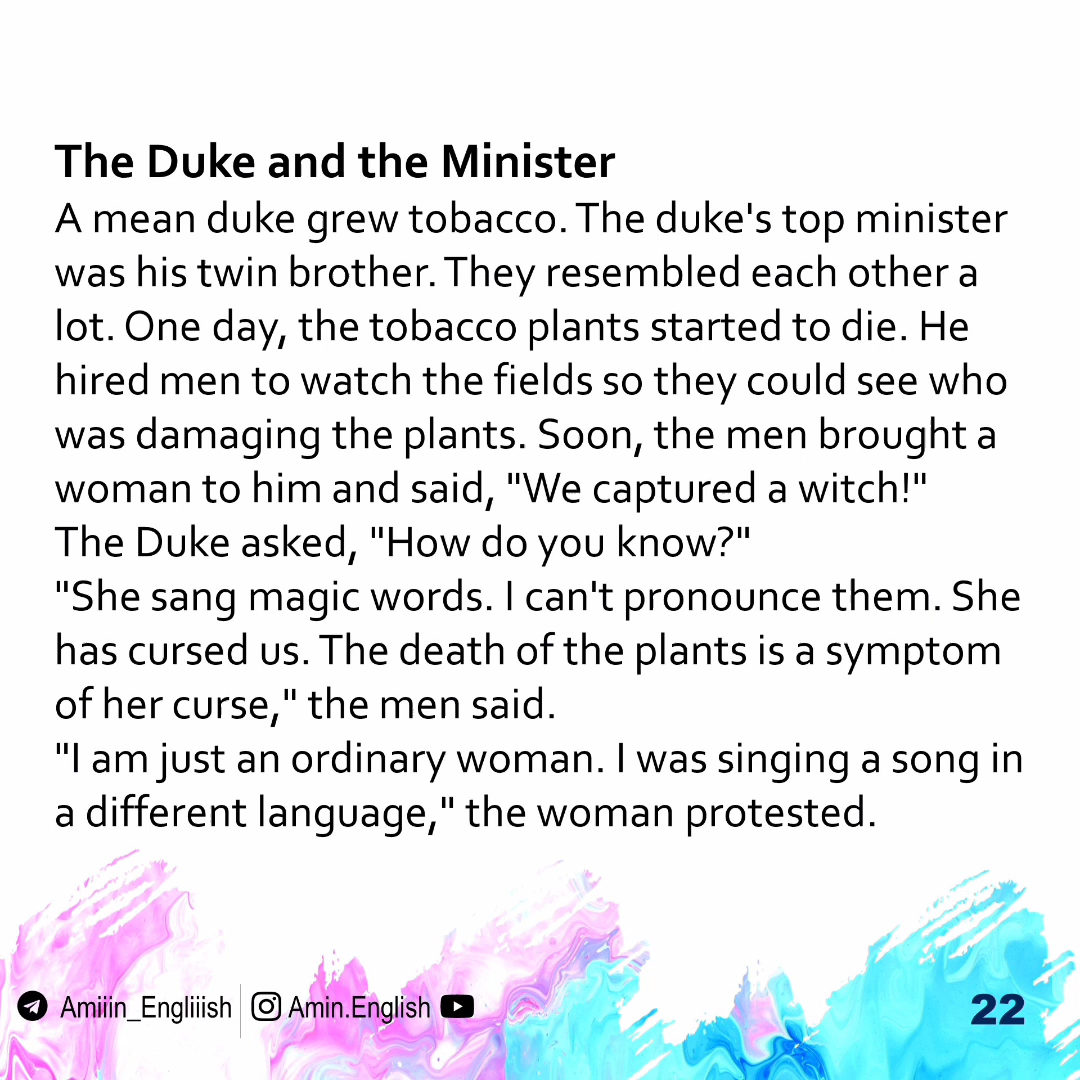 The Duke and the Minister
A mean duke grew tobacco. The duke's top minister
was his twin brother. They resembled each other a
lot. One day, the tobacco plants started to die. He
hired men to watch the fields so they could see who
was damaging the plants. Soon, the men brought a
woman to him and said, "We captured a witch!"
The Duke asked, "How do you know?"
"She sang magic words. I can't pronounce them. She
has cursed us. The death of the plants is a symptom
of her curse," the men said.
"I am just an ordinary woman. I was singing a song in
a different language," the woman protested.
Amiiin_Engliiish Amin.English 22